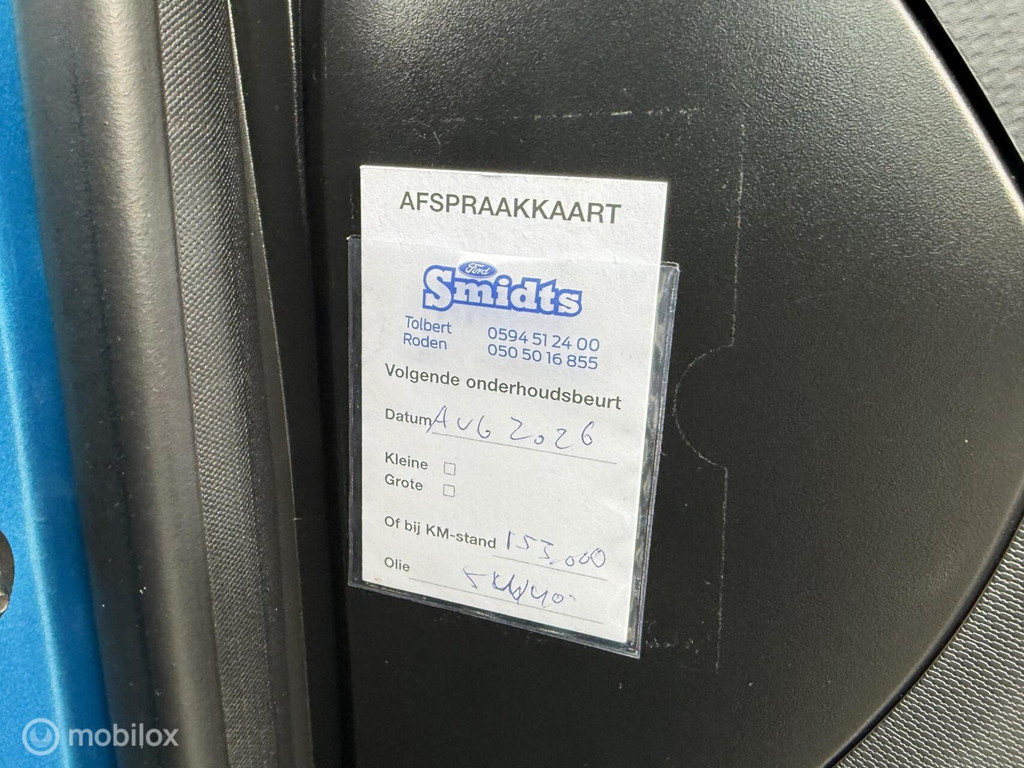 AFSPRAAKKAART
Ford
Smidts
Tolbert 0594 51 24 00
Roden 050 50 16 855
Volgende onderhoudsbeurt
Datum AUG 2026
Kleine
Grote
Of bij KM-stand 153.000
Olie
mobilox